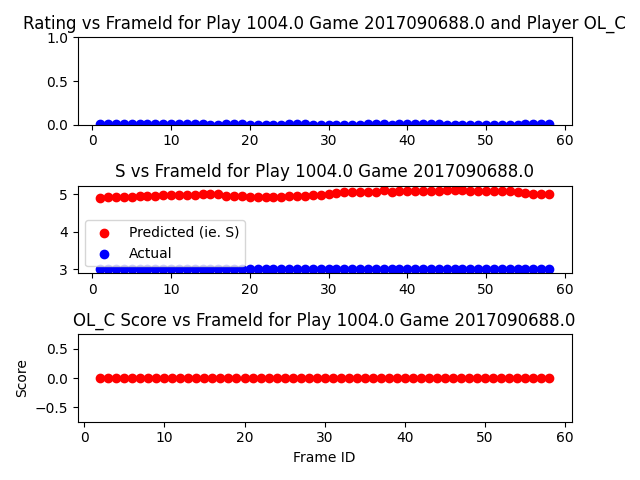 Rating vs FrameId for Play 1004.0 Game 2017090688.0 and Player OL_C
1.0
0.5
0.0
0 10 20 30 40 50 60
S vs FrameId for Play 1004.0 Game 2017090688.0
5
4
3
Predicted (ie. S)
Actual
0 10 20 30 40 50 60
OL_C Score vs FrameId for Play 1004.0 Game 2017090688.0
Score
0.5
0.0
−0.5
0 10 20 30 40 50 60
Frame ID